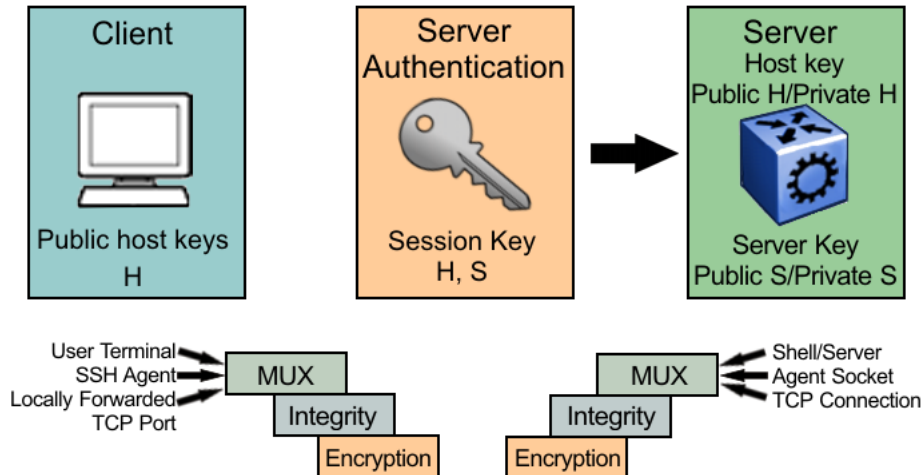 Client
Public host keys
H
Server
Authentication
Session Key
H, S
Server
Host key
Public H/Private H
Server Key
Public S/Private S
User Terminal
SSH Agent
Locally Forwarded
TCP Port
MUX
Integrity
Encryption
MUX
Integrity
Encryption
Shell/Server
Agent Socket
TCP Connection